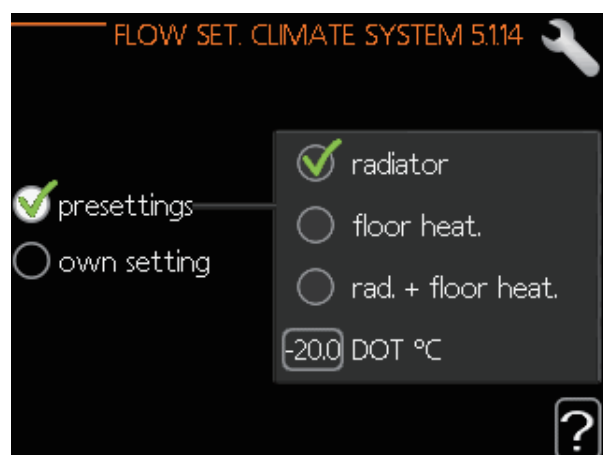 FLOW SET. CLIMATE SYSTEM 5.1.14
radiator
presettings
floor heat.
own setting
rad. + floor heat.
-20.0 DOT °C
?